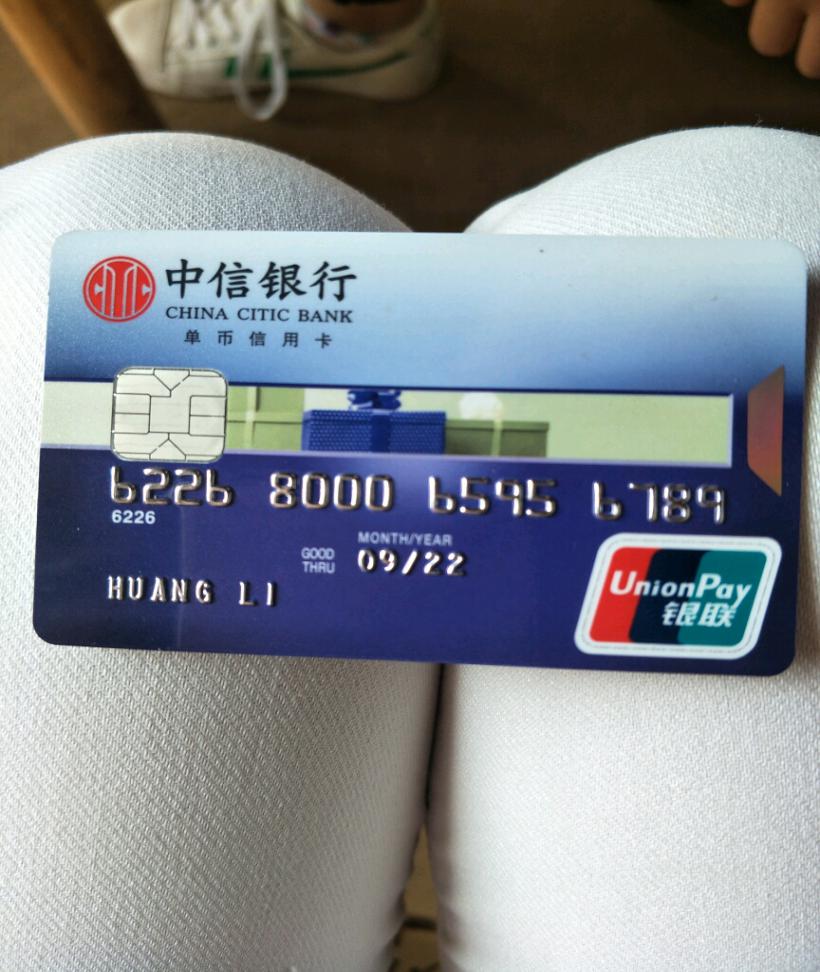 中信银行
CHINA CITIC BANK
单币信用卡
6226 8000 6595 6789
6226
MONTH/YEAR
GOOD THRU 09/22
HUANG LI
UnionPay
银联